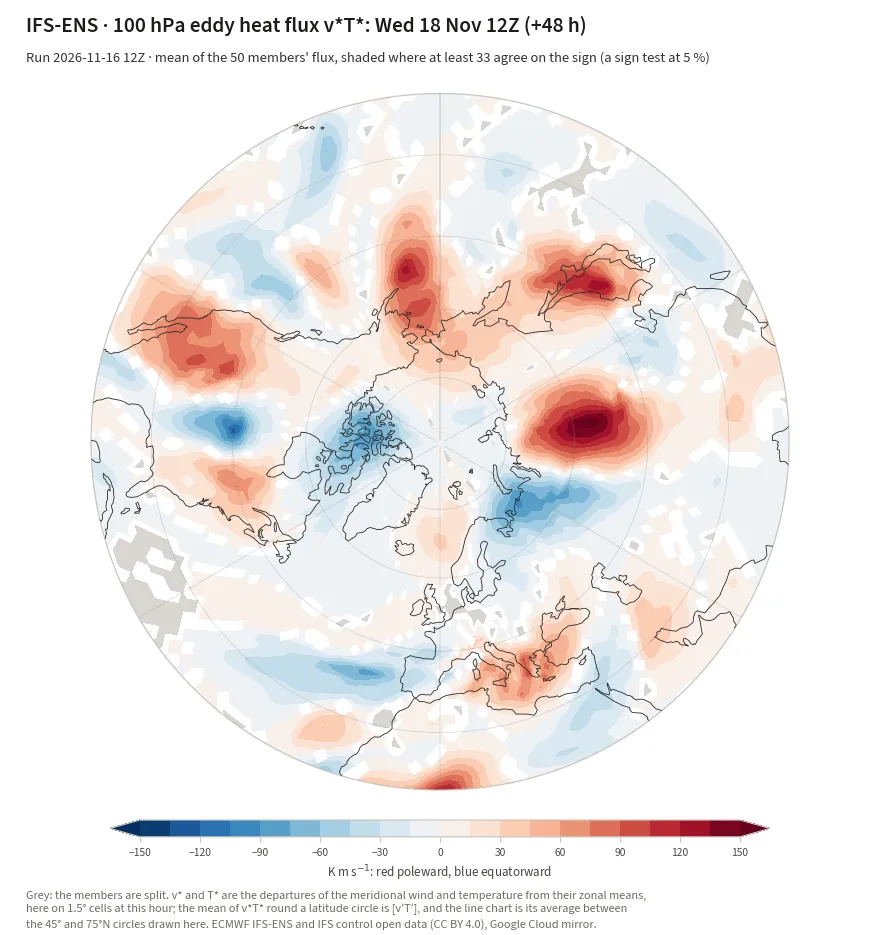 IFS-ENS · 100 hPa eddy heat flux v*T*: Wed 18 Nov 12Z (+48 h)
Run 2026-11-16 12Z · mean of the 50 members' flux, shaded where at least 33 agree on the sign (a sign test at 5 %)
−150 −120 −90 −60 −30 0 30 60 90 120 150
K m s⁻¹: red poleward, blue equatorward
Grey: the members are split. v* and T* are the departures of the meridional wind and temperature from their zonal means,
here on 1.5° cells at this hour; the mean of v*T* round a latitude circle is [v'T'], and the line chart is its average between
the 45° and 75°N circles drawn here. ECMWF IFS-ENS and IFS control open data (CC BY 4.0), Google Cloud mirror.